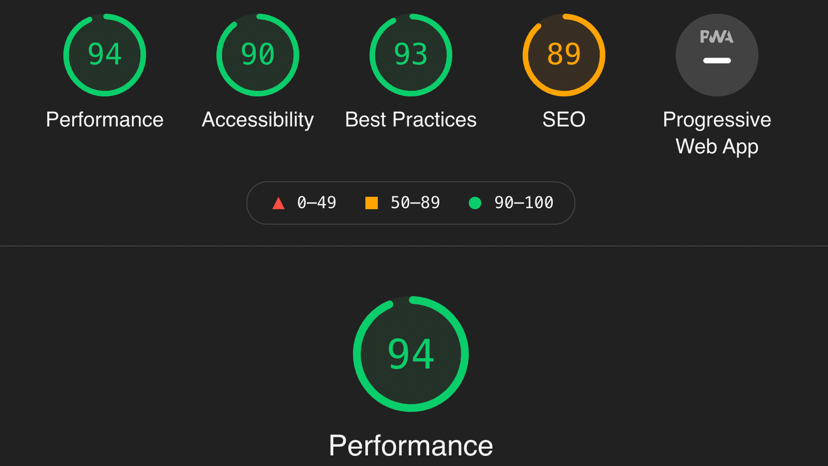 94 90 93 89 PWA
Performance Accessibility Best Practices SEO Progressive
Web App
0–49 50–89 90–100
94
Performance